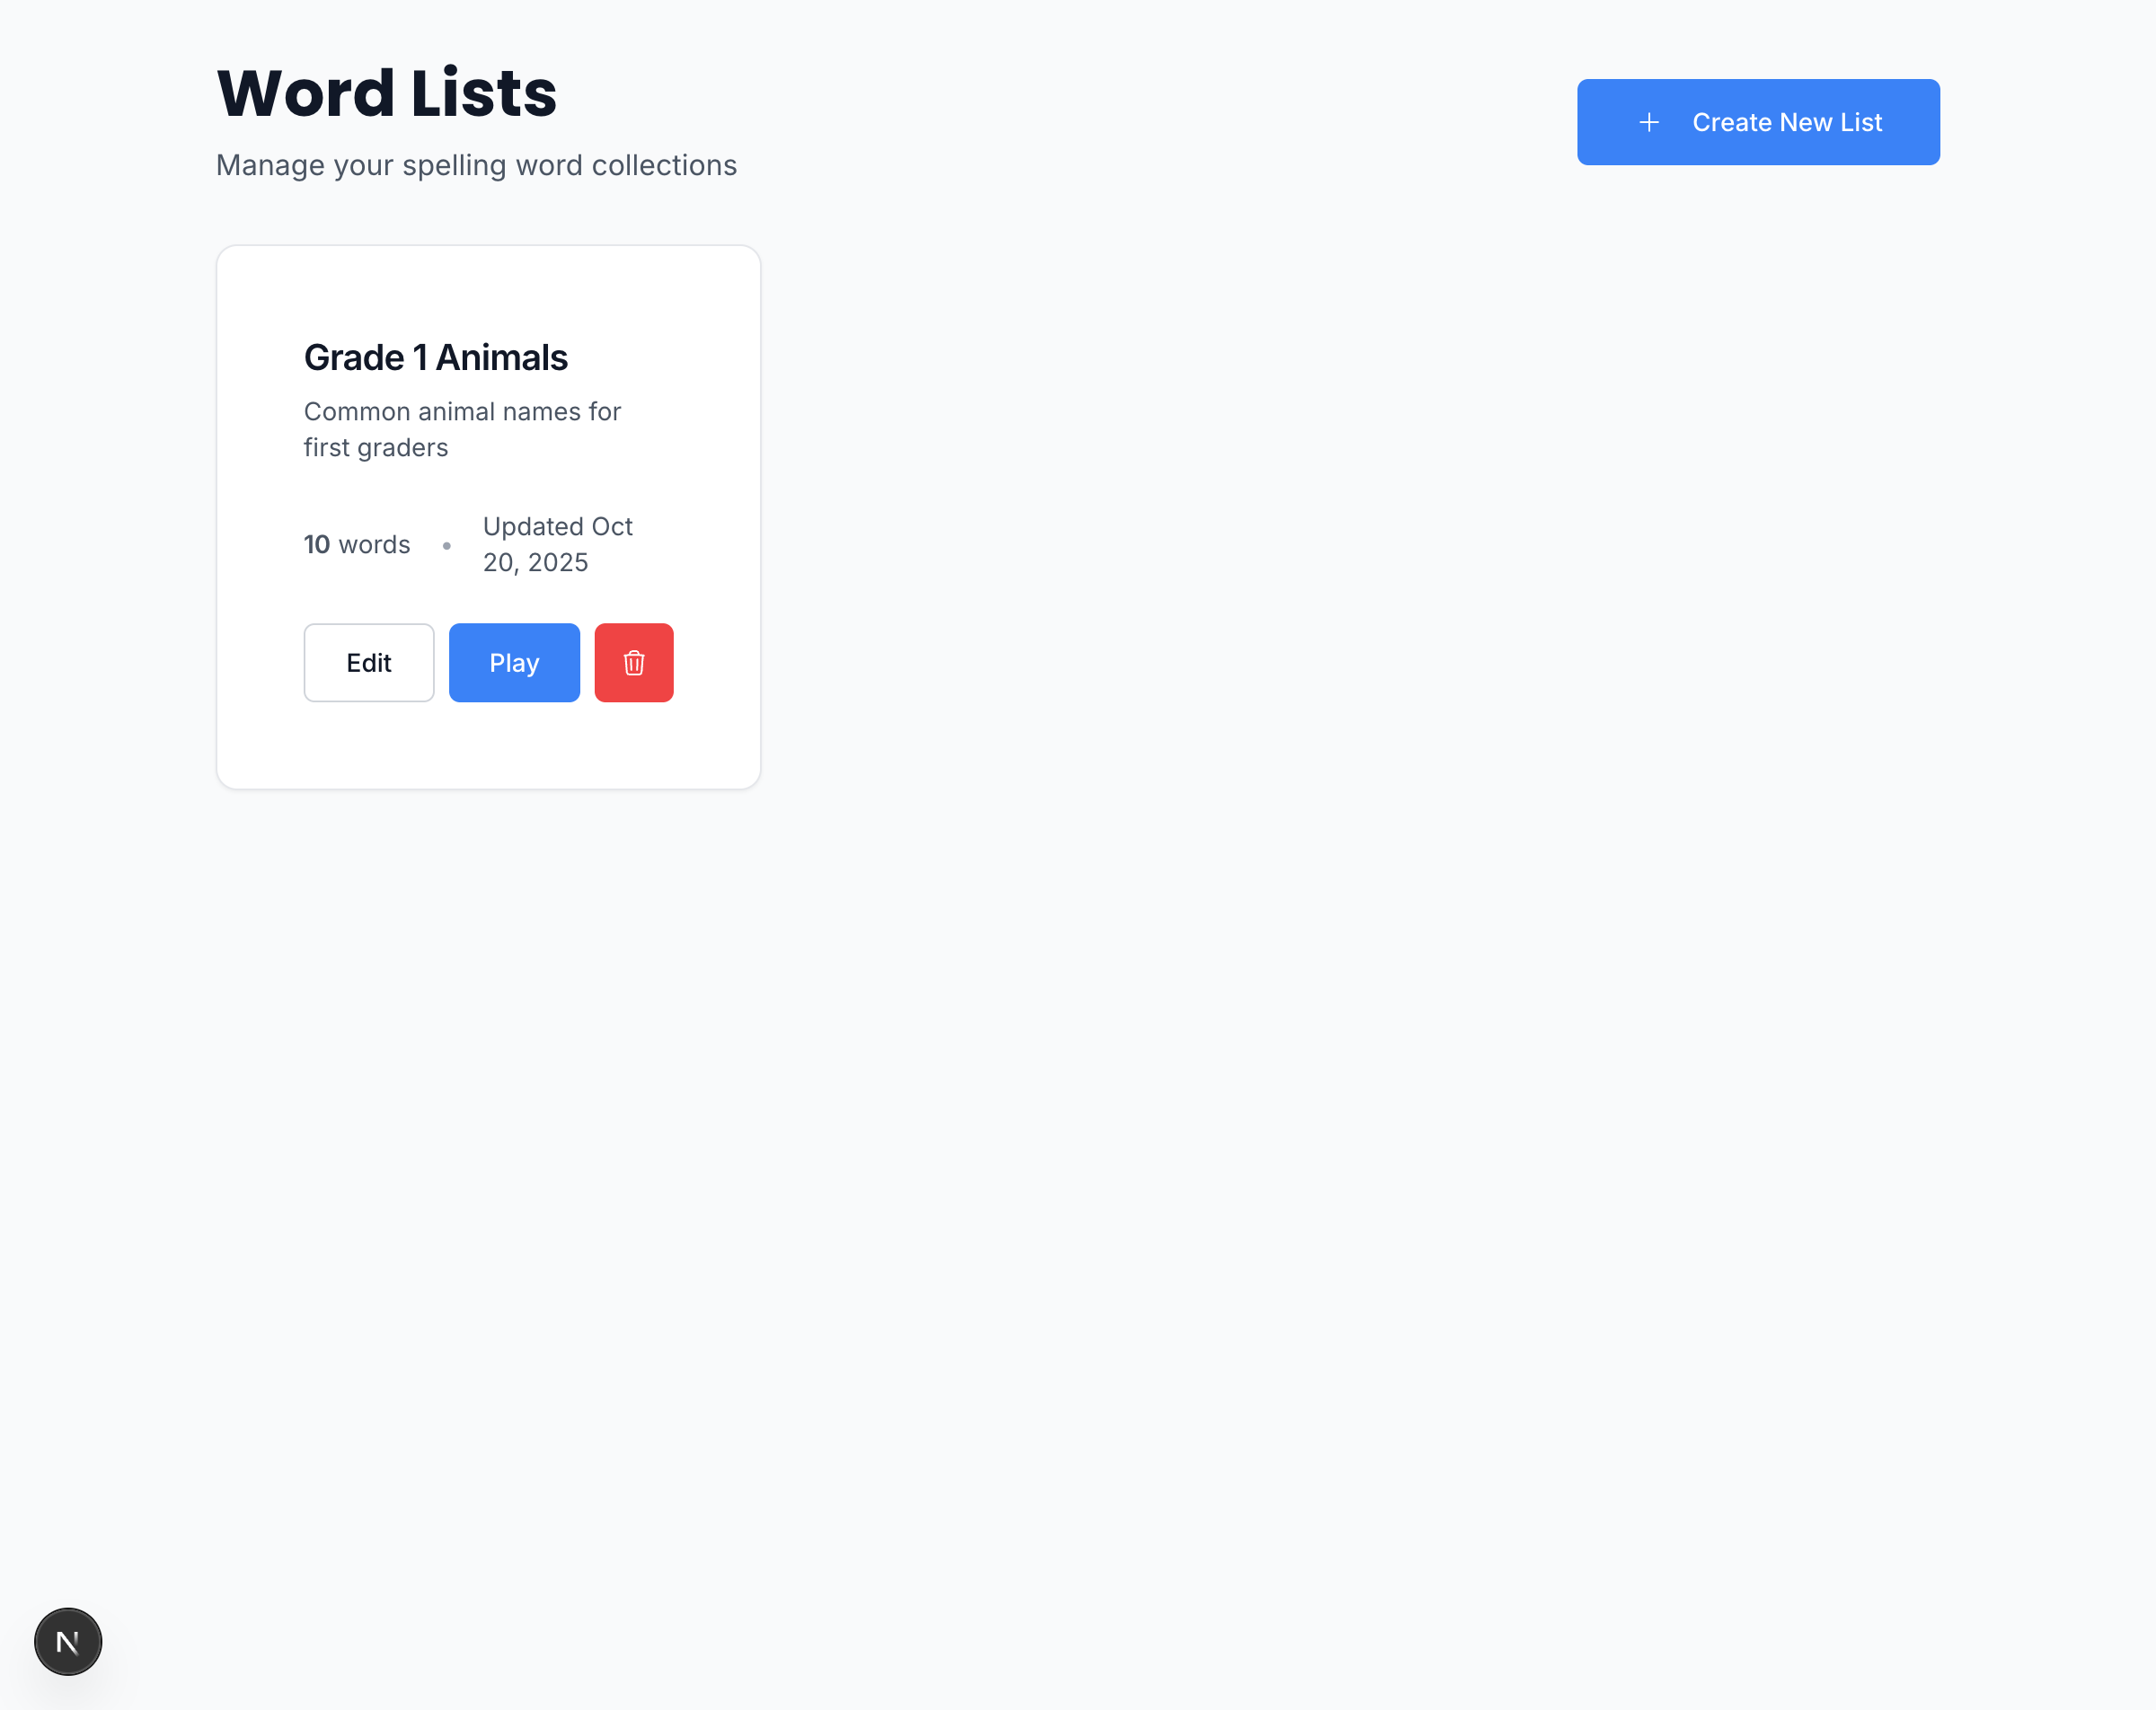 Word Lists
Manage your spelling word collections
Create New List
Grade 1 Animals
Common animal names for
first graders
10 words • Updated Oct
20, 2025
Edit
Play
N